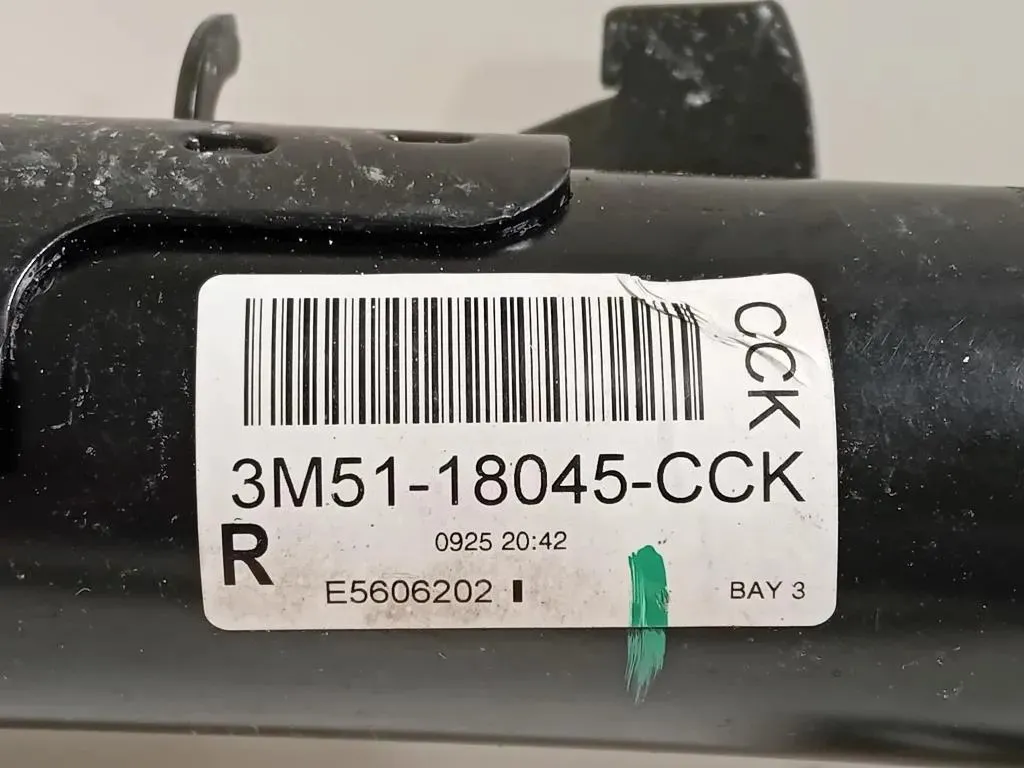 CCK
3M51-18045-CCK
R
0925 20:42
E5606202 I
BAY 3